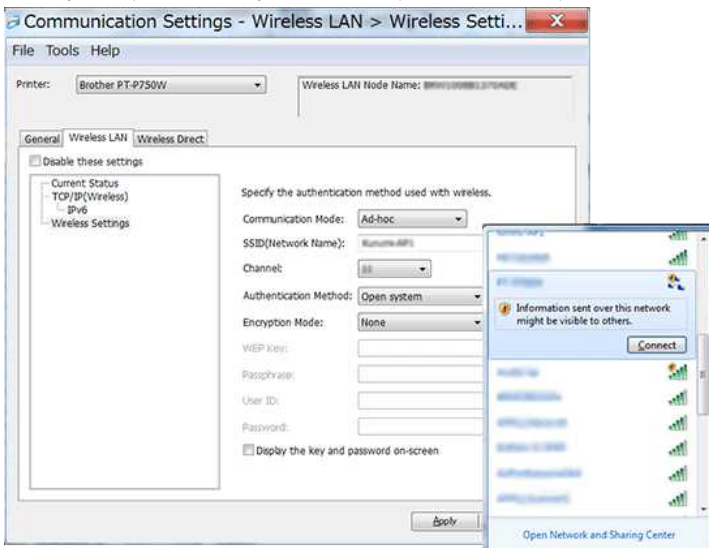 Communication Settings - Wireless LAN > Wireless Setti...
File Tools Help
Printer: Brother PT-P750W Wireless LAN Node Name:
General Wireless LAN Wireless Direct
Disable these settings
Current Status
TCP/IP(Wireless)
IPv6
Wireless Settings
Specify the authentication method used with wireless.
Communication Mode: Ad-hoc
SSID(Network Name):
Channel:
Authentication Method: Open system
Encryption Mode: None
WEP Key:
Passphrase:
User ID:
Password:
Display the key and password on-screen
Apply
Information sent over this network
might be visible to others.
Connect
Open Network and Sharing Center